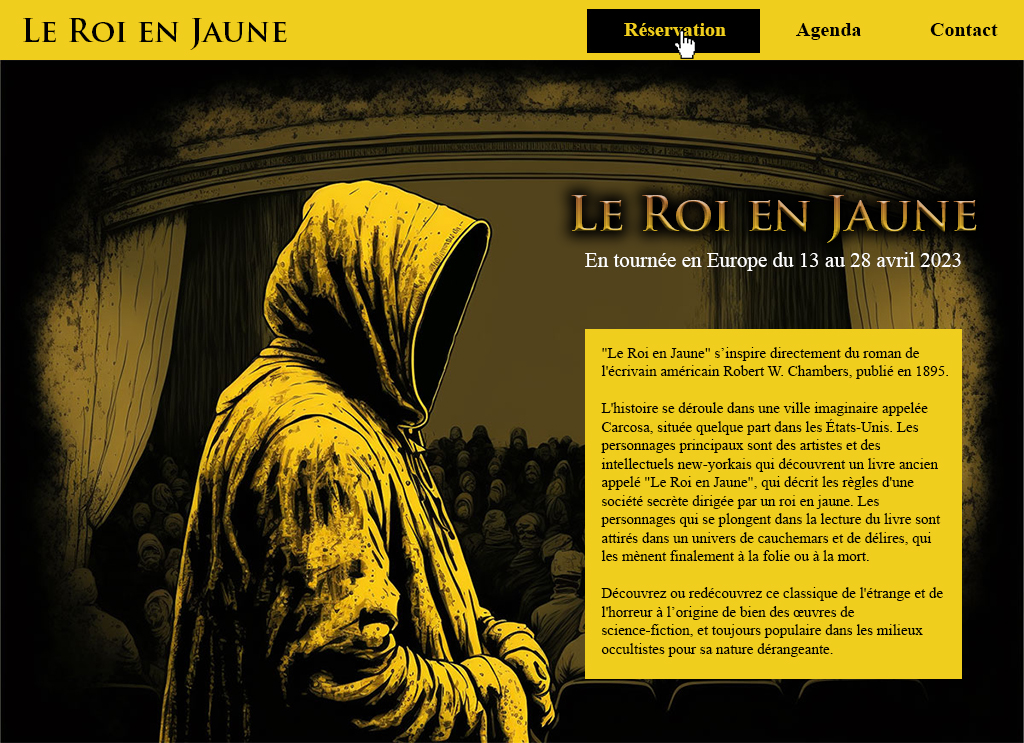 Le Roi en Jaune
Réservation
Agenda
Contact
Le Roi en Jaune
En tournée en Europe du 13 au 28 avril 2023
"Le Roi en Jaune" s’inspire directement du roman de
l'écrivain américain Robert W. Chambers, publié en 1895.
L'histoire se déroule dans une ville imaginaire appelée
Carcosa, située quelque part dans les États-Unis. Les
personnages principaux sont des artistes et des
intellectuels new-yorkais qui découvrent un livre ancien
appelé "Le Roi en Jaune", qui décrit les règles d'une
société secrète dirigée par un roi en jaune. Les
personnages qui se plongent dans la lecture du livre sont
attirés dans un univers de cauchemars et de délires, qui
les mènent finalement à la folie ou à la mort.
Découvrez ou redécouvrez ce classique de l'étrange et de
l'horreur à l’origine de bien des œuvres de
science-fiction, et toujours populaire dans les milieux
occultistes pour sa nature dérangeante.